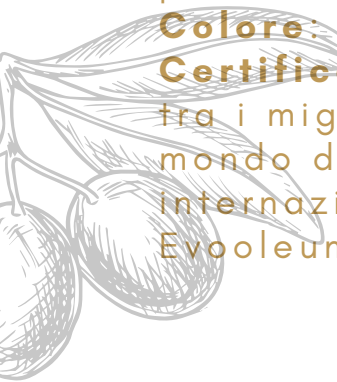 Colore:
Certific
tra i mig
mondo d
internazi
Evooleum